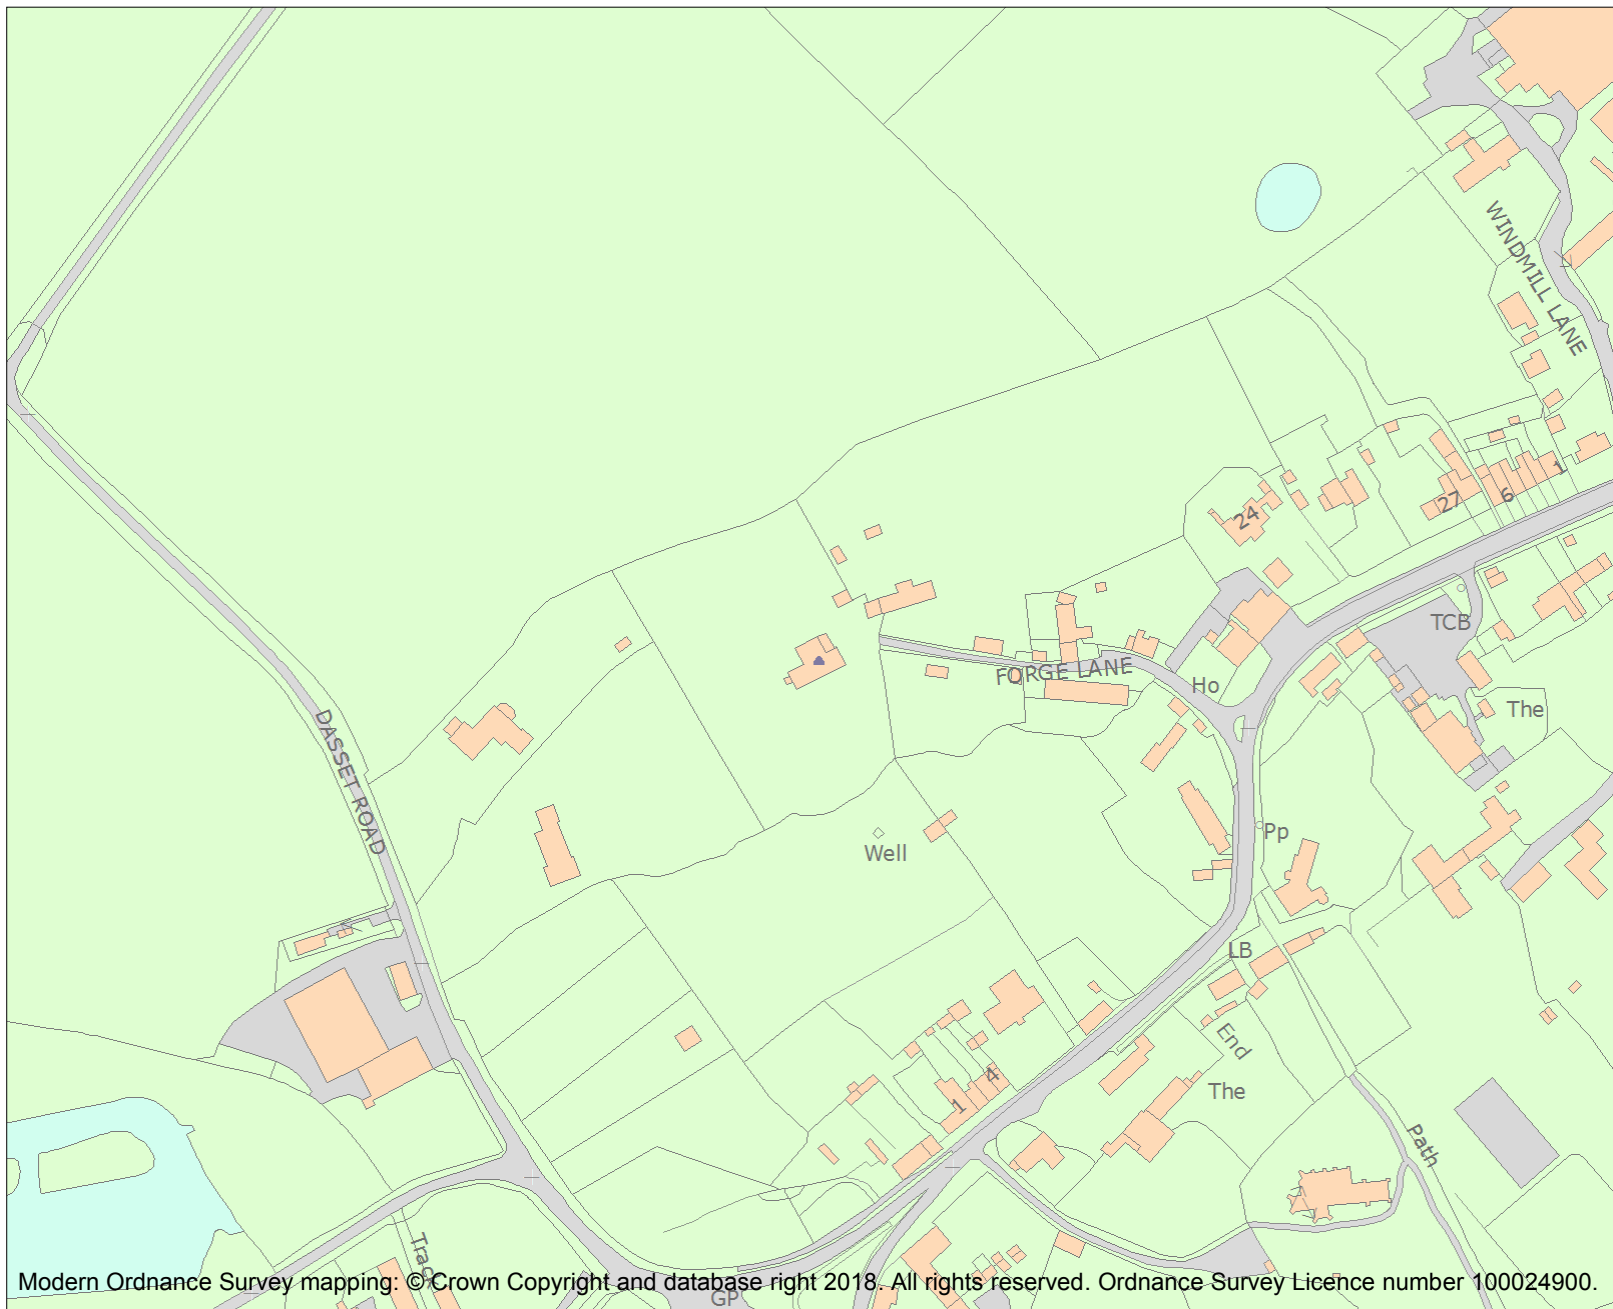 WINDMILL LANE
1
6
27
24
TCB
FORGE LANE
Ho
The
DASSET ROAD
Pp
Well
LB
End
4
1
The
Path
Track
Modern Ordnance Survey mapping: © Crown Copyright and database right 2018. All rights reserved. Ordnance Survey Licence number 100024900.
GP